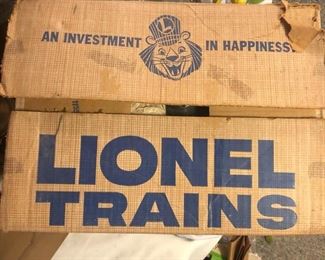 AN INVESTMENT IN HAPPINESS
L
LIONEL
TRAINS